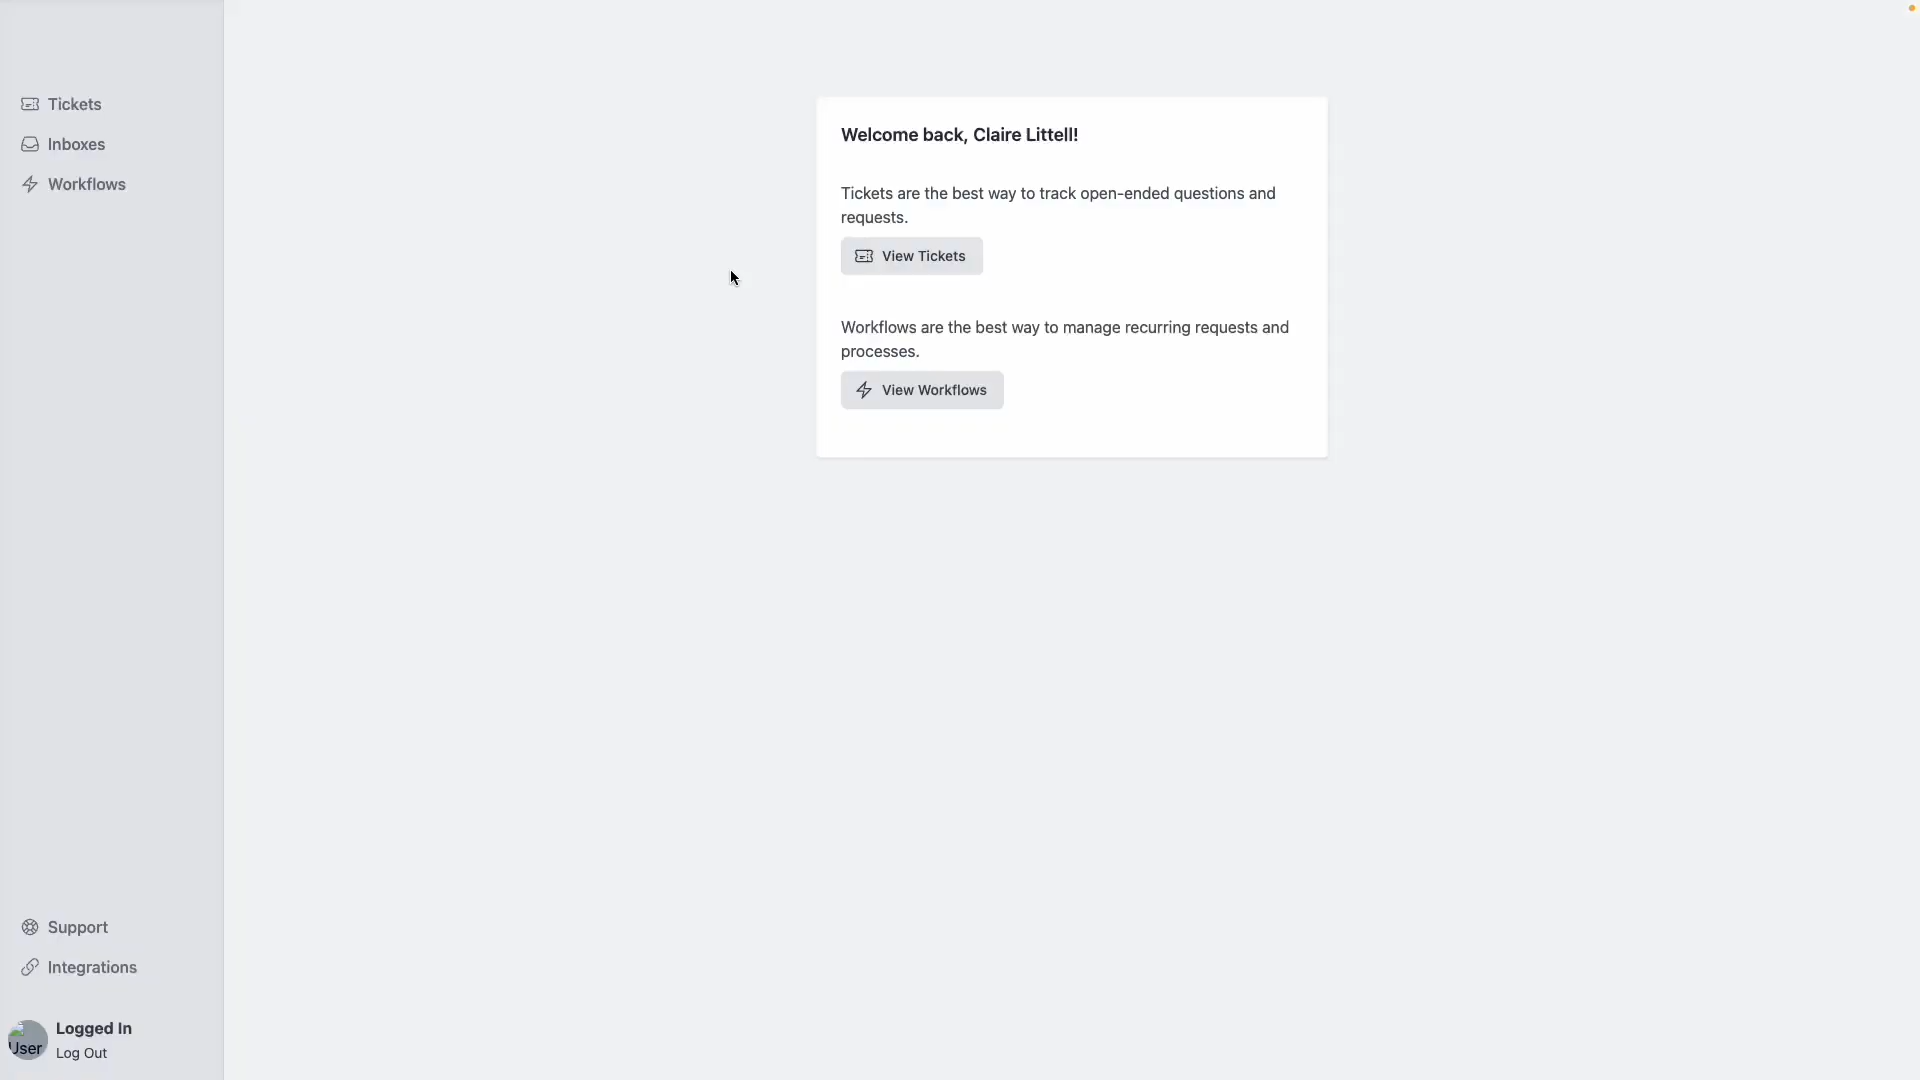 Tickets
Inboxes
Workflows
Welcome back, Claire Littell!
Tickets are the best way to track open-ended questions and
requests.
View Tickets
Workflows are the best way to manage recurring requests and
processes.
View Workflows
Support
Integrations
User
Logged In
Log Out